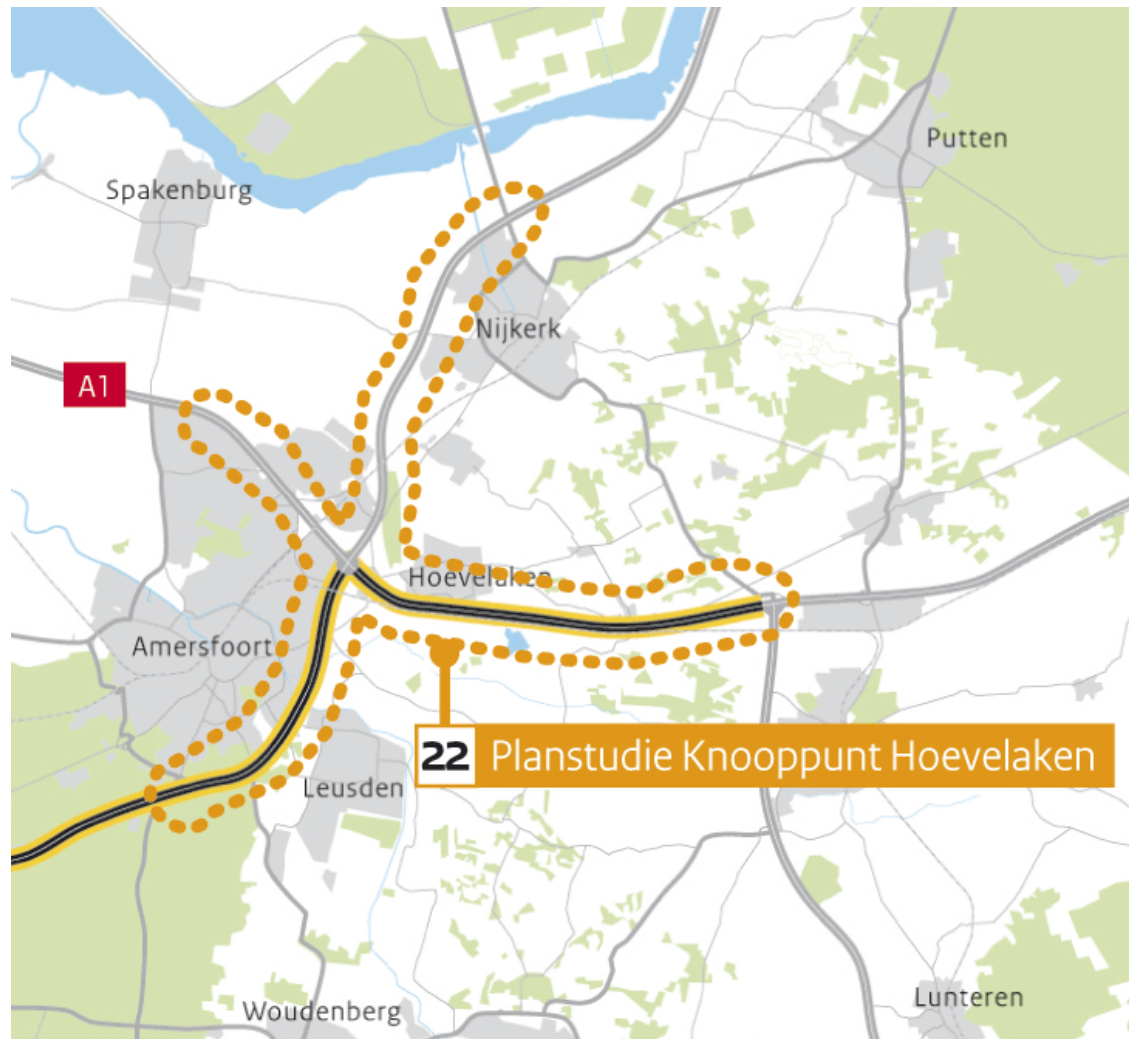 Putten
Spakenburg
Nijkerk
A1
Hoevelaken
Amersfoort
22 Planstudie Knooppunt Hoevelaken
Leusden
Woudenberg
Lunteren